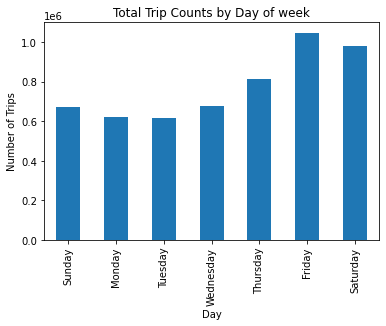 Total Trip Counts by Day of week
1e6
1.0
0.8
0.6
0.4
0.2
0.0
Number of Trips
Sunday
Monday
Tuesday
Wednesday
Thursday
Friday
Saturday
Day